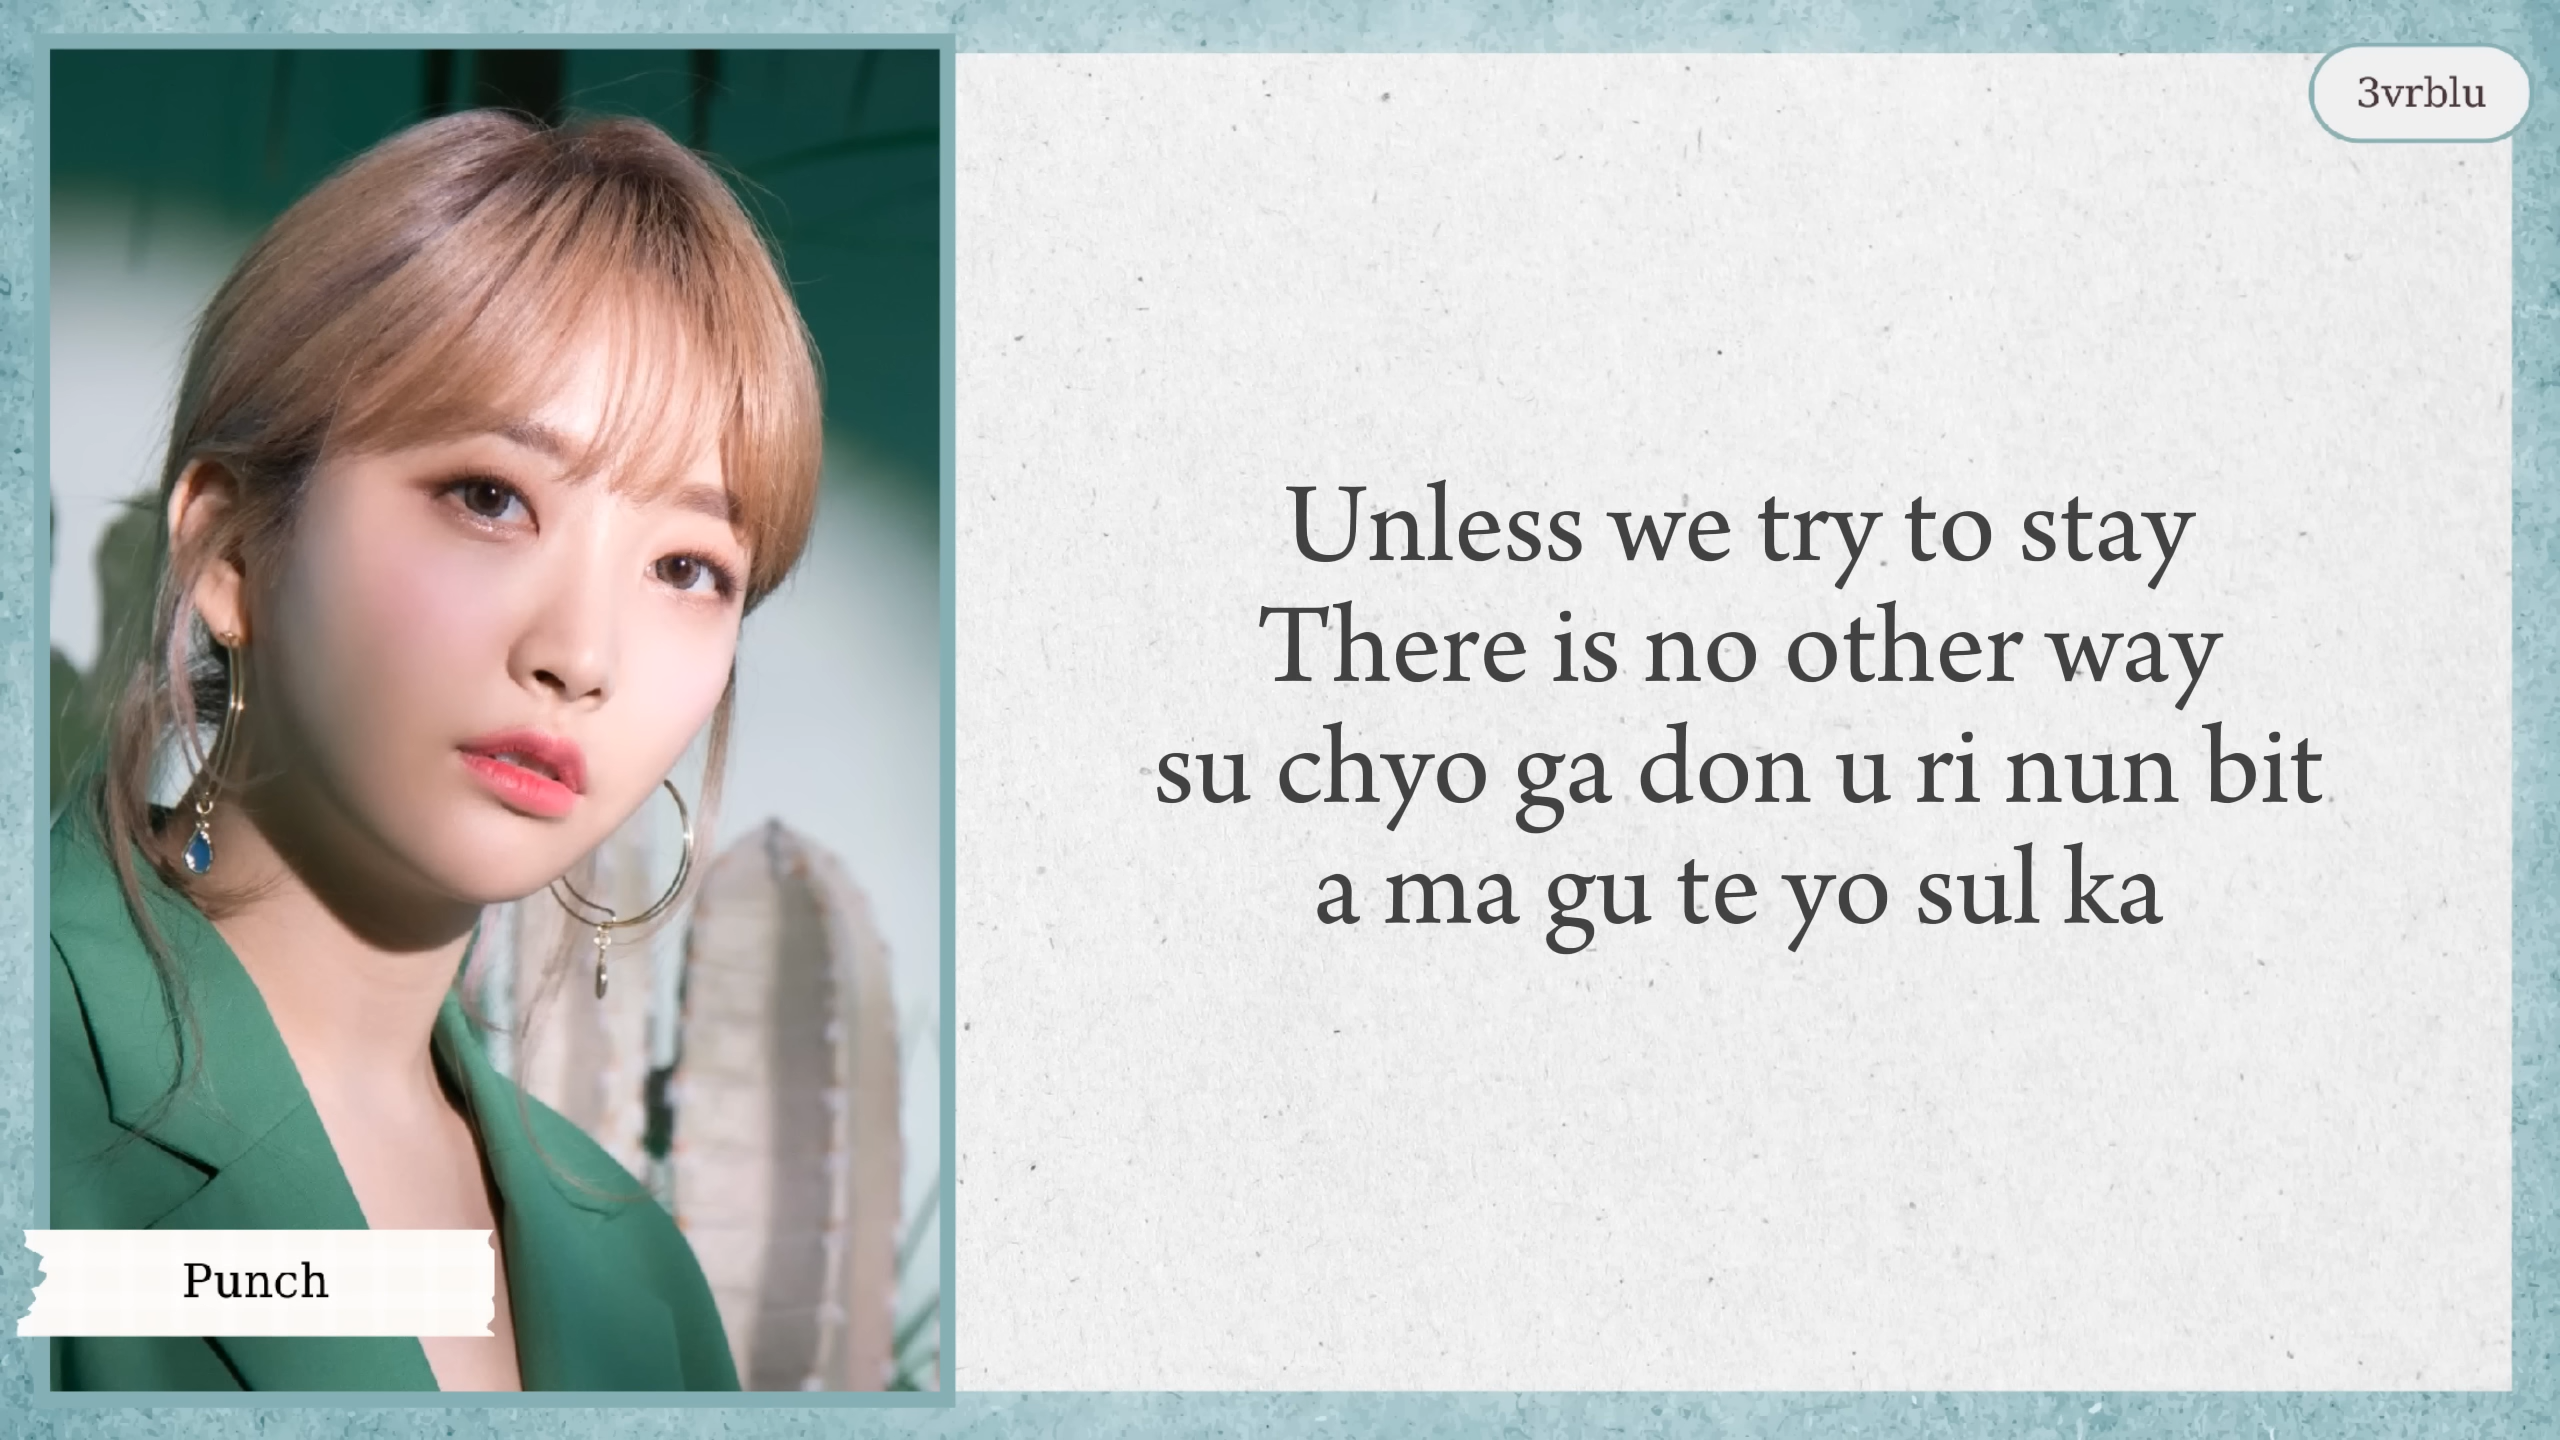 3vrblu
Unless we try to stay
There is no other way
su chyo ga don u ri nun bit
a ma gu te yo sul ka
Punch